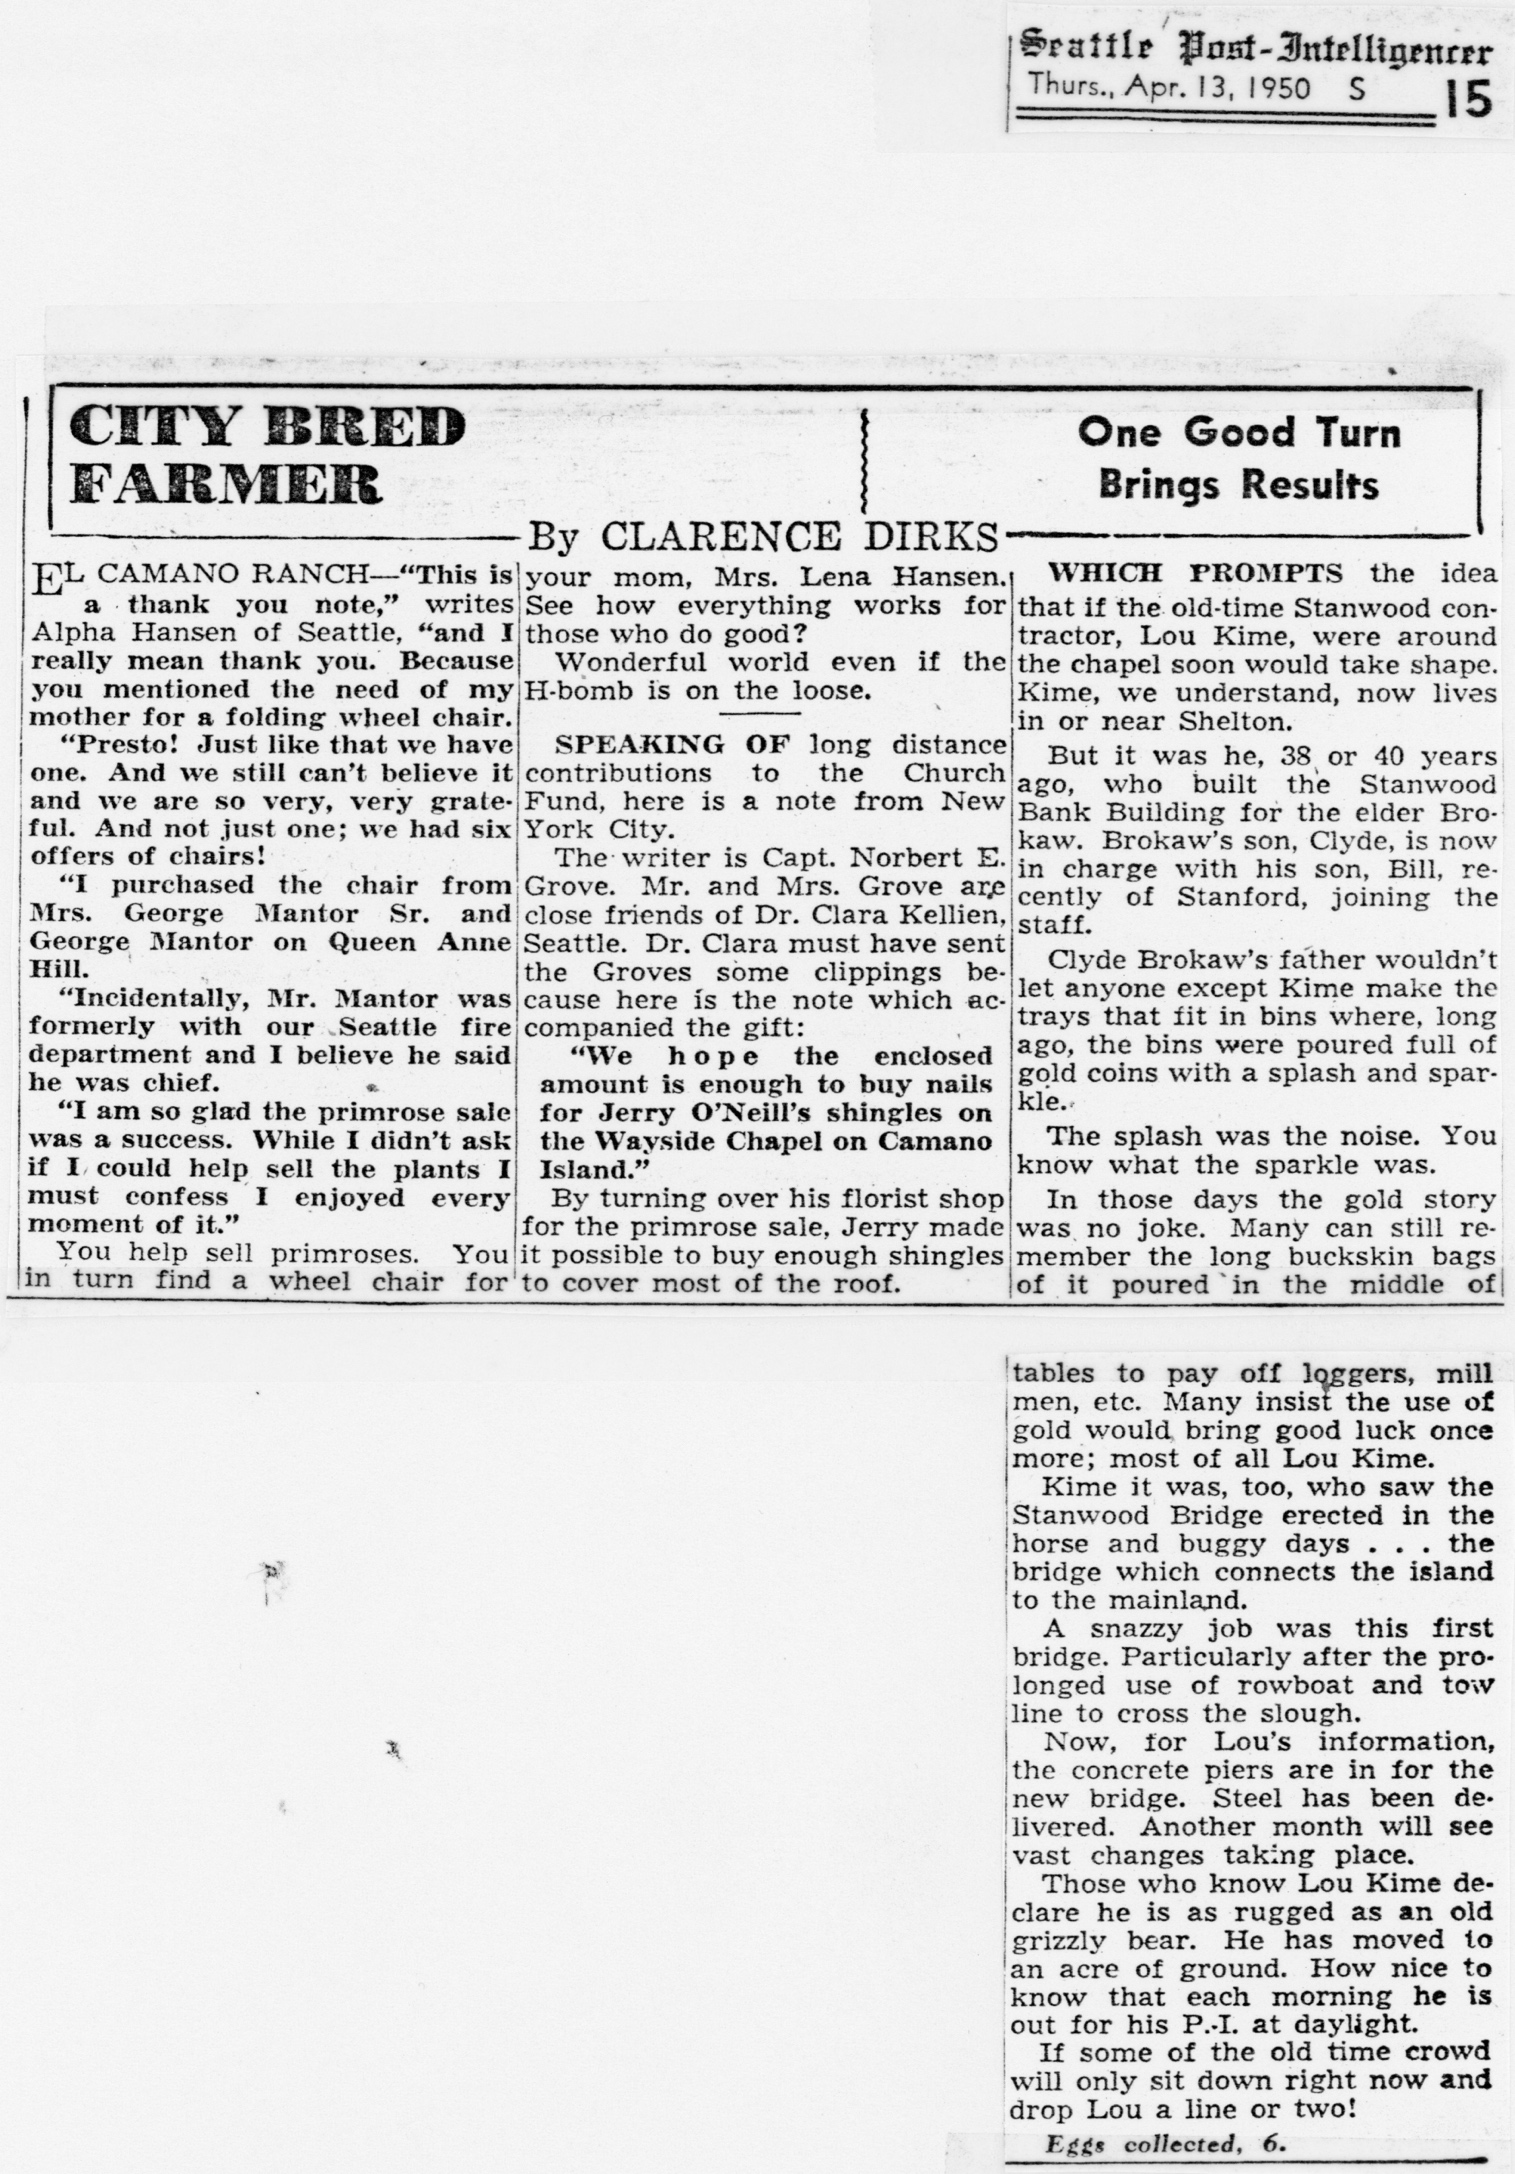 Seattle Post-Intelligencer
Thurs., Apr. 13, 1950 S 15
CITY BRED
FARMER
One Good Turn
Brings Results
By CLARENCE DIRKS
EL CAMANO RANCH—“This is
a thank you note,” writes
Alpha Hansen of Seattle, “and I
really mean thank you. Because
you mentioned the need of my
mother for a folding wheel chair.
“Presto! Just like that we have
one. And we still can’t believe it
and we are so very, very grate-
ful. And not just one; we had six
offers of chairs!
“I purchased the chair from
Mrs. George Mantor Sr. and
George Mantor on Queen Anne
Hill.
“Incidentally, Mr. Mantor was
formerly with our Seattle fire
department and I believe he said
he was chief.
“I am so glad the primrose sale
was a success. While I didn’t ask
if I could help sell the plants I
must confess I enjoyed every
moment of it.”
You help sell primroses. You
in turn find a wheel chair for
your mom, Mrs. Lena Hansen.
See how everything works for
those who do good?
Wonderful world even if the
H-bomb is on the loose.
SPEAKING OF long distance
contributions to the Church
Fund, here is a note from New
York City.
The writer is Capt. Norbert E.
Grove. Mr. and Mrs. Grove are
close friends of Dr. Clara Kellien,
Seattle. Dr. Clara must have sent
the Groves some clippings be-
cause here is the note which ac-
companied the gift:
“We hope the enclosed
amount is enough to buy nails
for Jerry O’Neill’s shingles on
the Wayside Chapel on Camano
Island.”
By turning over his florist shop
for the primrose sale, Jerry made
it possible to buy enough shingles
to cover most of the roof.
WHICH PROMPTS the idea
that if the old-time Stanwood con-
tractor, Lou Kime, were around
the chapel soon would take shape.
Kime, we understand, now lives
in or near Shelton.
But it was he, 38 or 40 years
ago, who built the Stanwood
Bank Building for the elder Bro-
kaw. Brokaw’s son, Clyde, is now
in charge with his son, Bill, re-
cently of Stanford, joining the
staff.
Clyde Brokaw’s father wouldn’t
let anyone except Kime make the
trays that fit in bins where, long
ago, the bins were poured full of
gold coins with a splash and spar-
kle.
The splash was the noise. You
know what the sparkle was.
In those days the gold story
was no joke. Many can still re-
member the long buckskin bags
of it poured in the middle of
tables to pay off loggers, mill
men, etc. Many insist the use of
gold would bring good luck once
more; most of all Lou Kime.
Kime it was, too, who saw the
Stanwood Bridge erected in the
horse and buggy days . . . the
bridge which connects the island
to the mainland.
A snazzy job was this first
bridge. Particularly after the pro-
longed use of rowboat and tow
line to cross the slough.
Now, for Lou’s information,
the concrete piers are in for the
new bridge. Steel has been de-
livered. Another month will see
vast changes taking place.
Those who know Lou Kime de-
clare he is as rugged as an old
grizzly bear. He has moved to
an acre of ground. How nice to
know that each morning he is
out for his P.-I. at daylight.
If some of the old time crowd
will only sit down right now and
drop Lou a line or two!
Eggs collected, 6.